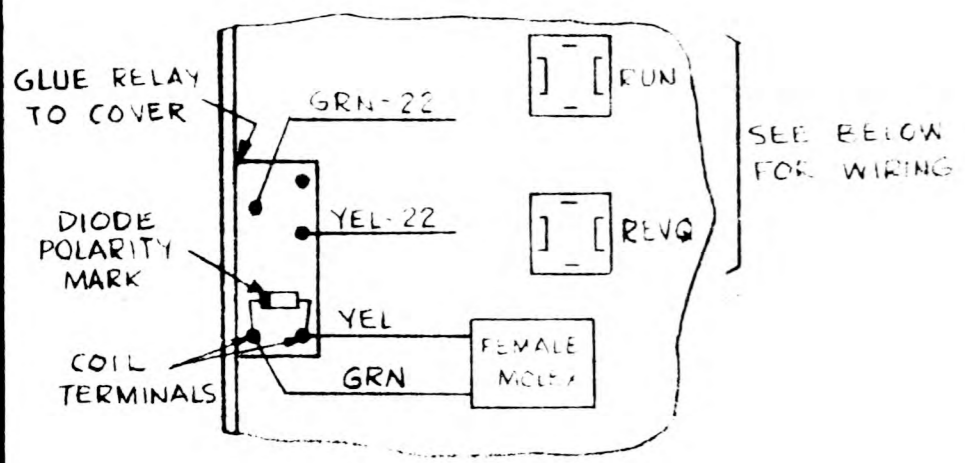 GLUE RELAY
TO COVER
GRN-22
RUN
SEE BELOW
FOR WIRING
DIODE
POLARITY
MARK
YEL-22
REVQ
YEL
FEMALE
MOLEX
COIL
TERMINALS
GRN